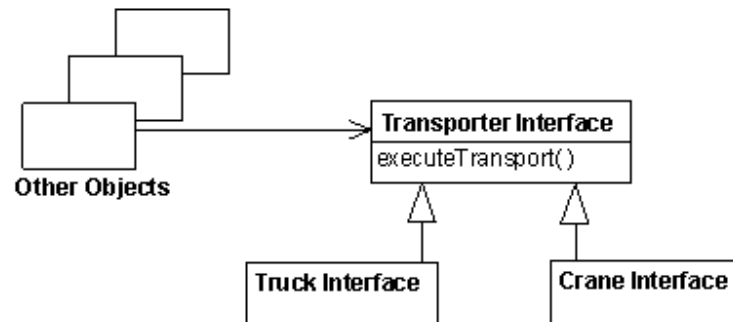 Transporter Interface
executeTransport()
Other Objects
Truck Interface
Crane Interface